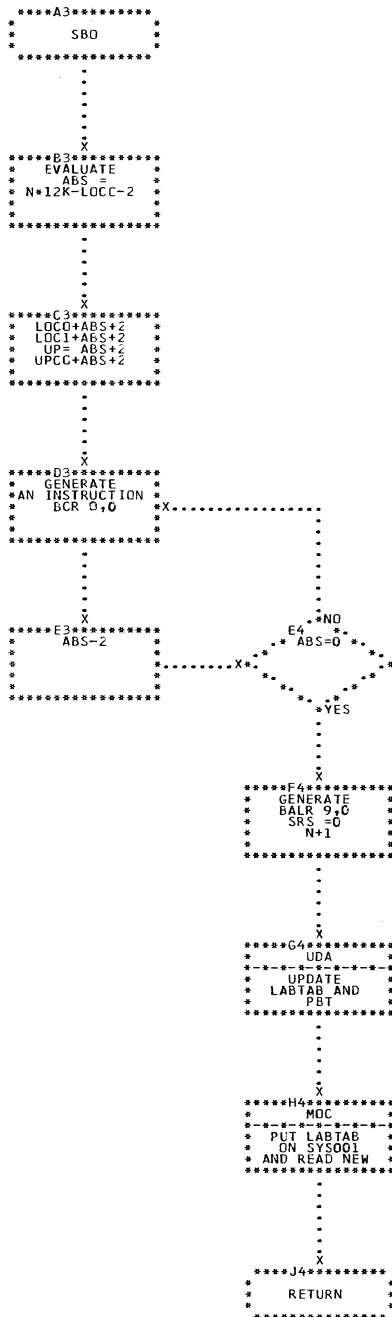 A3
SBO
B3
EVALUATE
ABS =
N*12K-LOCC-2
C3
LOC0+ABS+2
LOC1+ABS+2
UP= ABS+2
UPCC+ABS+2
D3
GENERATE
AN INSTRUCTION
BCR 0,0
E3
ABS-2
NO
E4
ABS=0
YES
F4
GENERATE
BALR 9,0
SRS =0
N+1
G4
UDA
UPDATE
LABTAB AND
PBT
H4
MOC
PUT LABTAB
ON SYS001
AND READ NEW
J4
RETURN